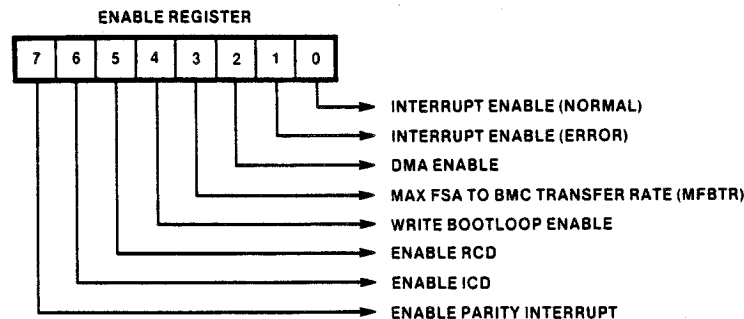 ENABLE REGISTER
7 6 5 4 3 2 1 0
INTERRUPT ENABLE (NORMAL)
INTERRUPT ENABLE (ERROR)
DMA ENABLE
MAX FSA TO BMC TRANSFER RATE (MFBTR)
WRITE BOOTLOOP ENABLE
ENABLE RCD
ENABLE ICD
ENABLE PARITY INTERRUPT